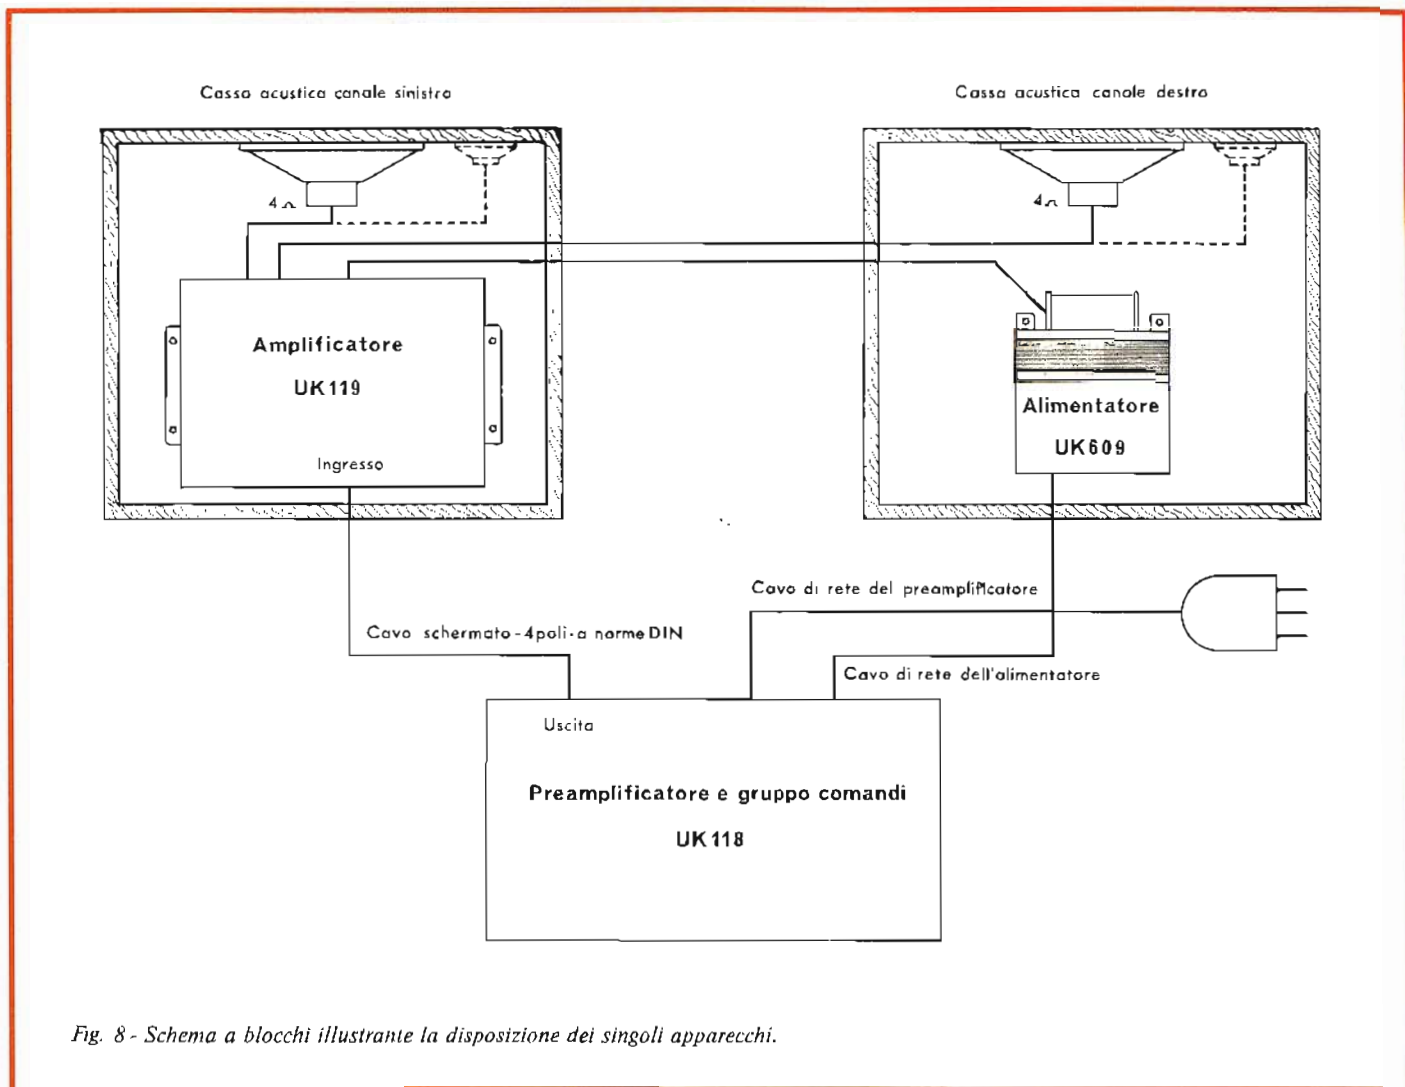 Cassa acustica canale sinistro
Cassa acustica canale destro
4Ω
4Ω
Amplificatore
UK119
Ingresso
Alimentatore
UK609
Cavo di rete del preamplificatore
Cavo schermato-4poli-a norme DIN
Cavo di rete dell'alimentatore
Uscita
Preamplificatore e gruppo comandi
UK118
Fig. 8 - Schema a blocchi illustrante la disposizione dei singoli apparecchi.